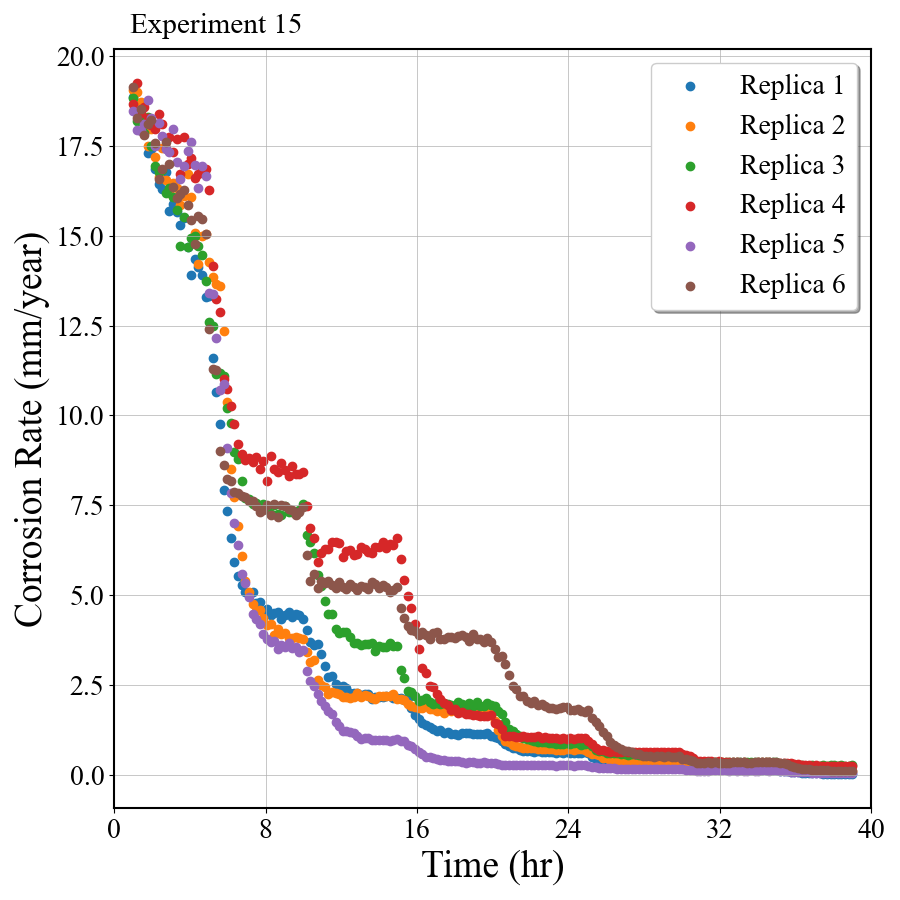 Experiment 15
20.0
17.5
15.0
12.5
10.0
7.5
5.0
2.5
0.0
Corrosion Rate (mm/year)
Replica 1
Replica 2
Replica 3
Replica 4
Replica 5
Replica 6
0 8 16 24 32 40
Time (hr)